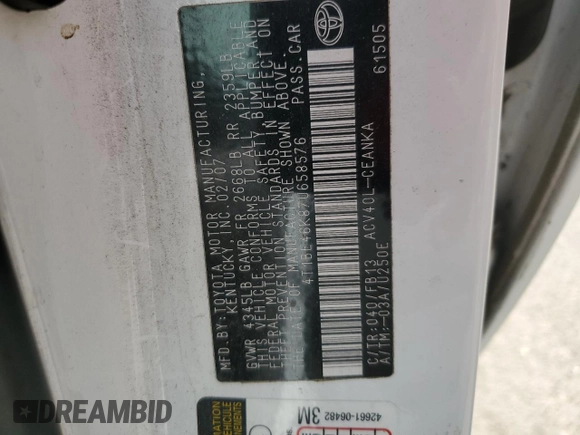 MFD.BY:TOYOTA MOTOR MANUFACTURING,
KENTUCKY, INC. 02/07
GVWR 4345LB GAWR FR 2668LB RR 2359LB
THIS VEHICLE CONFORMS TO ALL APPLICABLE
FEDERAL MOTOR VEHICLE SAFETY BUMPER AND
THEFT PREVENTION STANDARDS IN EFFECT ON
THE DATE OF MANUFACTURE SHOWN ABOVE.
4T1BE46K87U658576 PASS.CAR
TOYOTA
C/TR:040/FB13 ACV40L-CEANKA
A/TM:-03A/U250E 61505
42661-06482
3M
DREAMBID